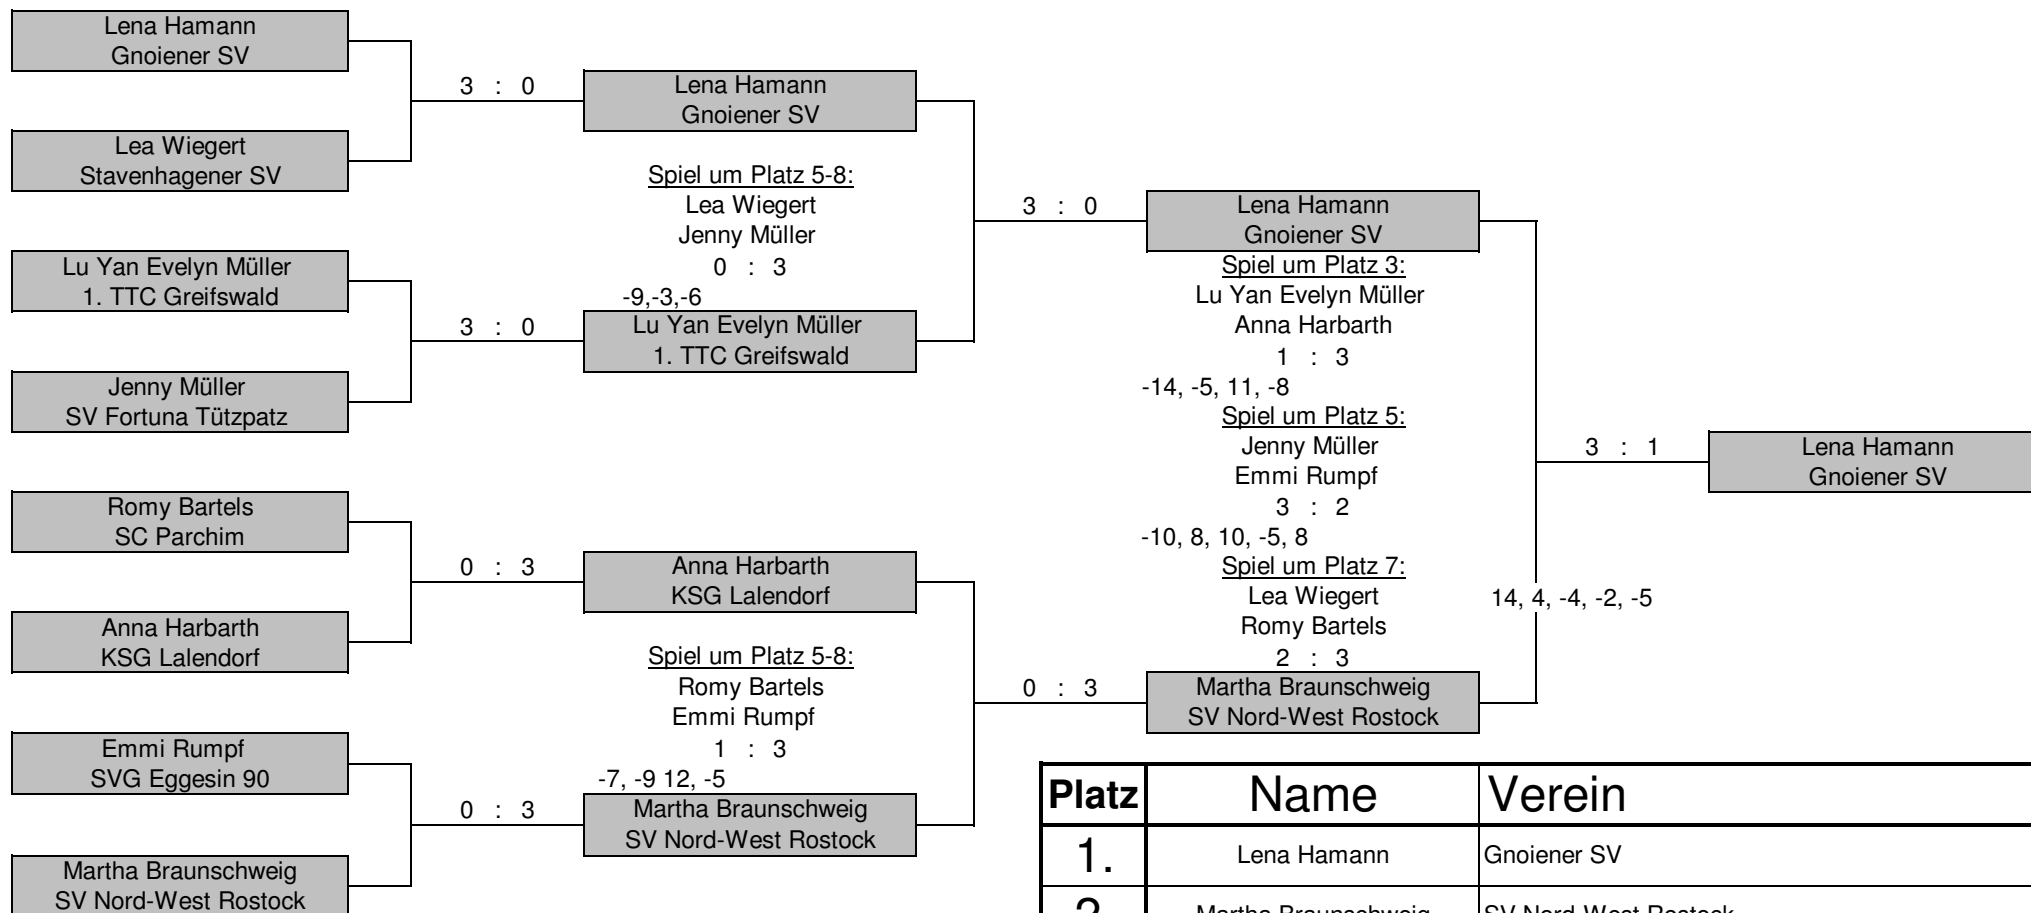 Lena Hamann
Gnoiener SV
Lea Wiegert
Stavenhagener SV
Lu Yan Evelyn Müller
1. TTC Greifswald
Jenny Müller
SV Fortuna Tützpatz
Romy Bartels
SC Parchim
Anna Harbarth
KSG Lalendorf
Emmi Rumpf
SVG Eggesin 90
Martha Braunschweig
SV Nord-West Rostock
3 : 0
3 : 0
0 : 3
0 : 3
Lena Hamann
Gnoiener SV
Spiel um Platz 5-8:
Lea Wiegert
Jenny Müller
0 : 3
-9,-3,-6
Lu Yan Evelyn Müller
1. TTC Greifswald
Anna Harbarth
KSG Lalendorf
Spiel um Platz 5-8:
Romy Bartels
Emmi Rumpf
1 : 3
-7, -9 12, -5
Martha Braunschweig
SV Nord-West Rostock
3 : 0
0 : 3
Lena Hamann
Gnoiener SV
Spiel um Platz 3:
Lu Yan Evelyn Müller
Anna Harbarth
1 : 3
-14, -5, 11, -8
Spiel um Platz 5:
Jenny Müller
Emmi Rumpf
3 : 2
-10, 8, 10, -5, 8
Spiel um Platz 7:
Lea Wiegert
Romy Bartels
2 : 3
14, 4, -4, -2, -5
Martha Braunschweig
SV Nord-West Rostock
3 : 1
Lena Hamann
Gnoiener SV
Platz Name Verein
1. Lena Hamann Gnoiener SV
2. Martha Braunschweig SV Nord-West Rostock